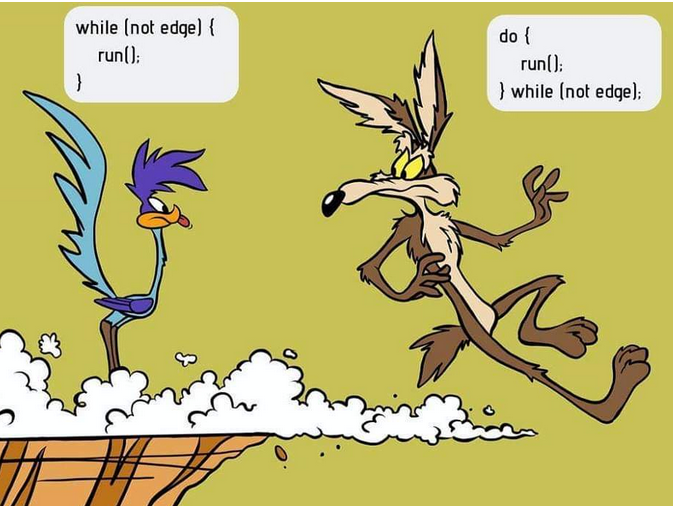 while (not edge) {
run();
}
do {
run();
} while (not edge);